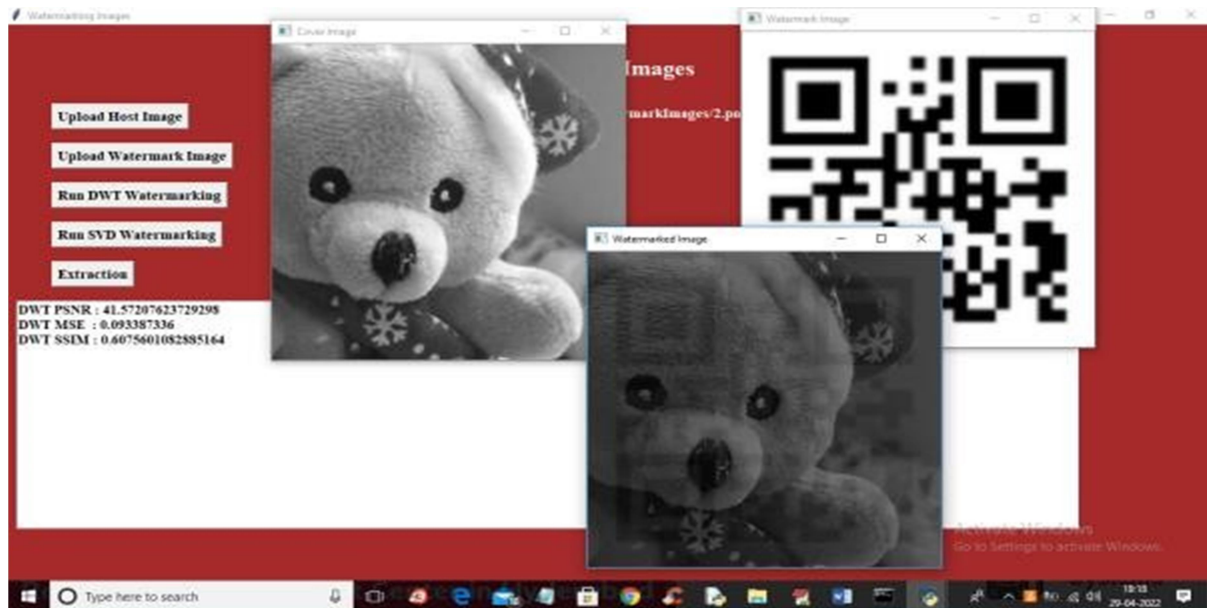 Watermarking Images
Cover Image
Watermark Image
Images
markImages/2.pn
Upload Host Image
Upload Watermark Image
Run DWT Watermarking
Run SVD Watermarking
Extraction
Watermarked Image
DWT PSNR : 41.57207623729298
DWT MSE : 0.093387336
DWT SSIM : 0.6075601082885164
Activate Windows
Go to Settings to activate Windows.
Type here to search
18:18
29-04-2022